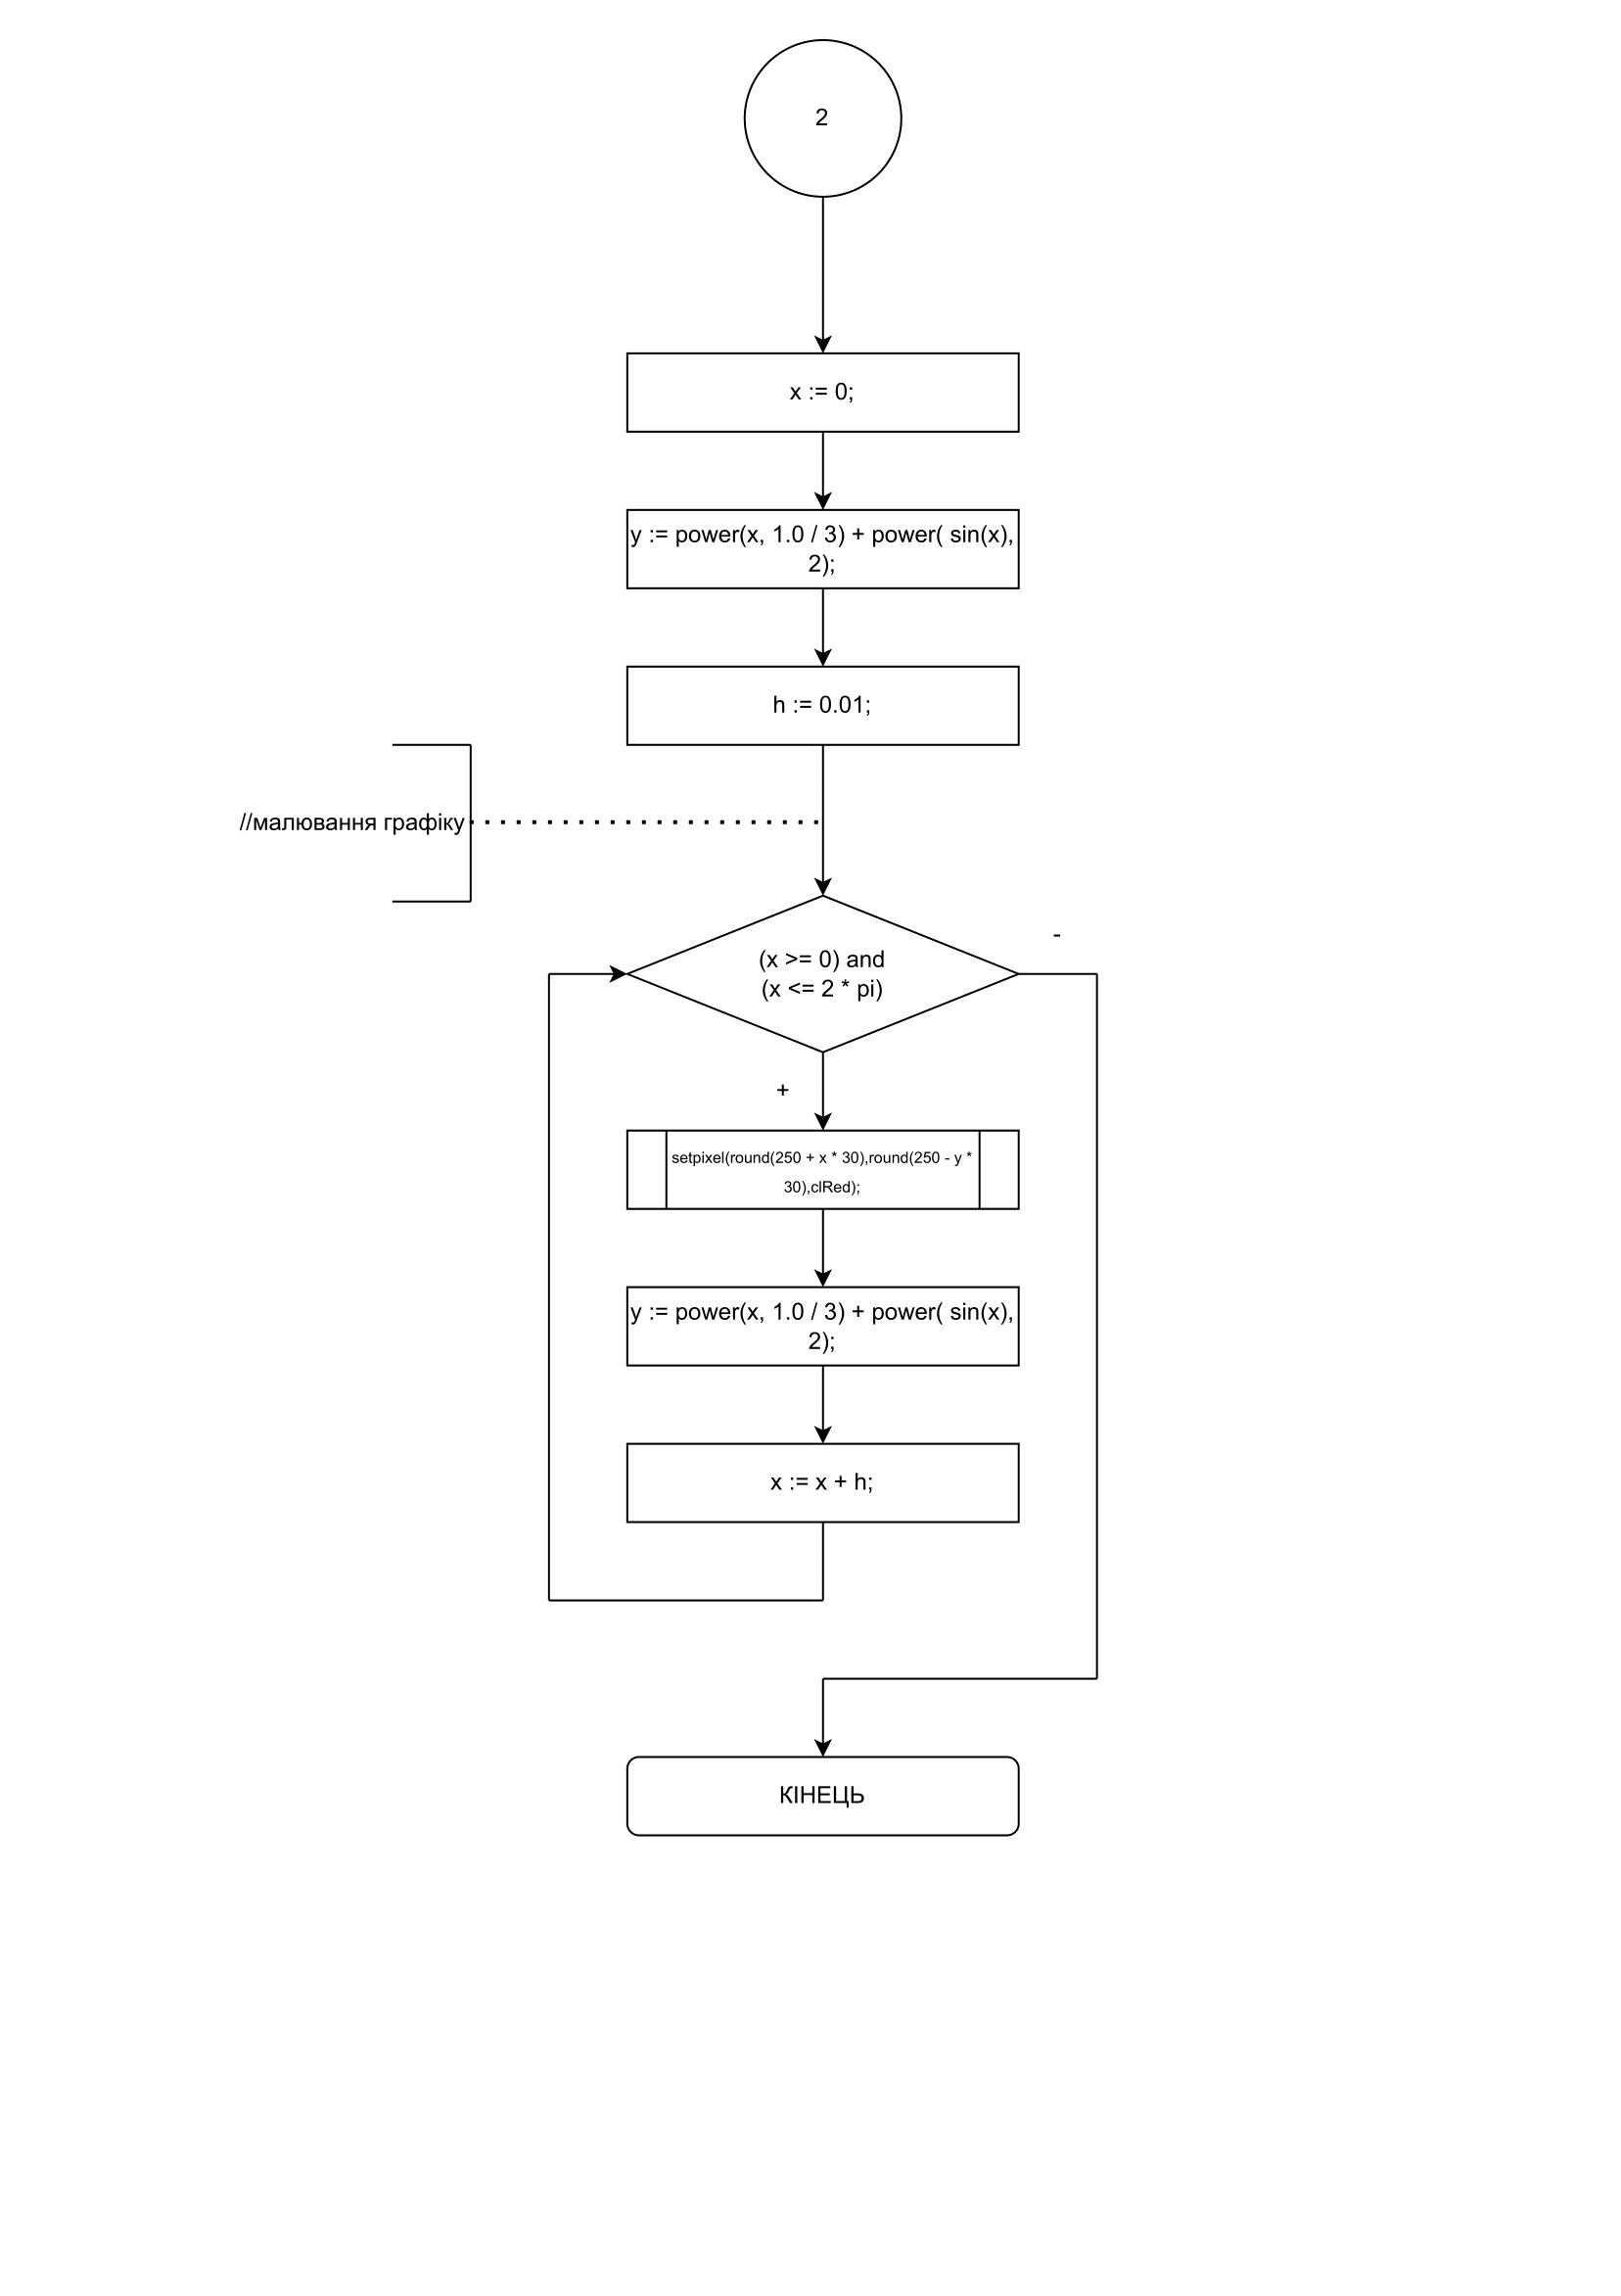 2
x := 0;
y := power(x, 1.0 / 3) + power( sin(x),
2);
h := 0.01;
//малювання графіку
-
(x >= 0) and
(x <= 2 * pi)
+
setpixel(round(250 + x * 30),round(250 - y *
30),clRed);
y := power(x, 1.0 / 3) + power( sin(x),
2);
x := x + h;
КІНЕЦЬ